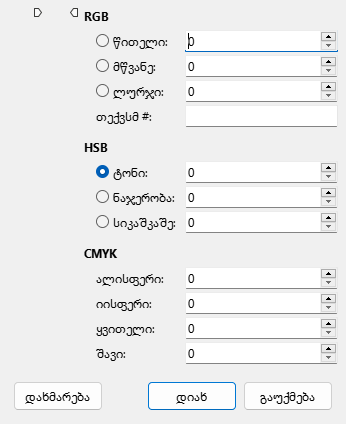 RGB
წითელი: 0
მწვანე: 0
ლურჯი: 0
თექვსმ #:
HSB
ტონი: 0
ნაჯერობა: 0
სიკაშკაშე: 0
CMYK
ალისფერი: 0
იისფერი: 0
ყვითელი: 0
შავი: 0
დახმარება დიახ გაუქმება